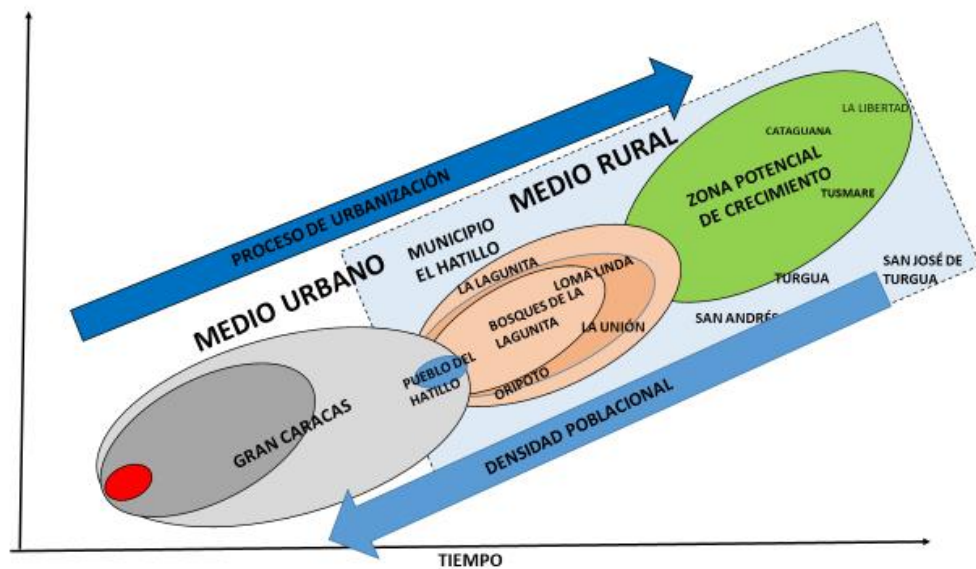 LA LIBERTAD
CATAGUANA
ZONA POTENCIAL
DE CRECIMIENTO
TUSMARE
MEDIO RURAL
PROCESO DE URBANIZACIÓN
MUNICIPIO
EL HATILLO
MEDIO URBANO
LA LAGUNITA
LOMA LINDA
BOSQUES DE LA
LAGUNITA
LA UNIÓN
ORIPOTO
PUEBLO DEL
HATILLO
SAN JOSÉ DE
TURGUA
TURGUA
SAN ANDRÉS
GRAN CARACAS
DENSIDAD POBLACIONAL
TIEMPO